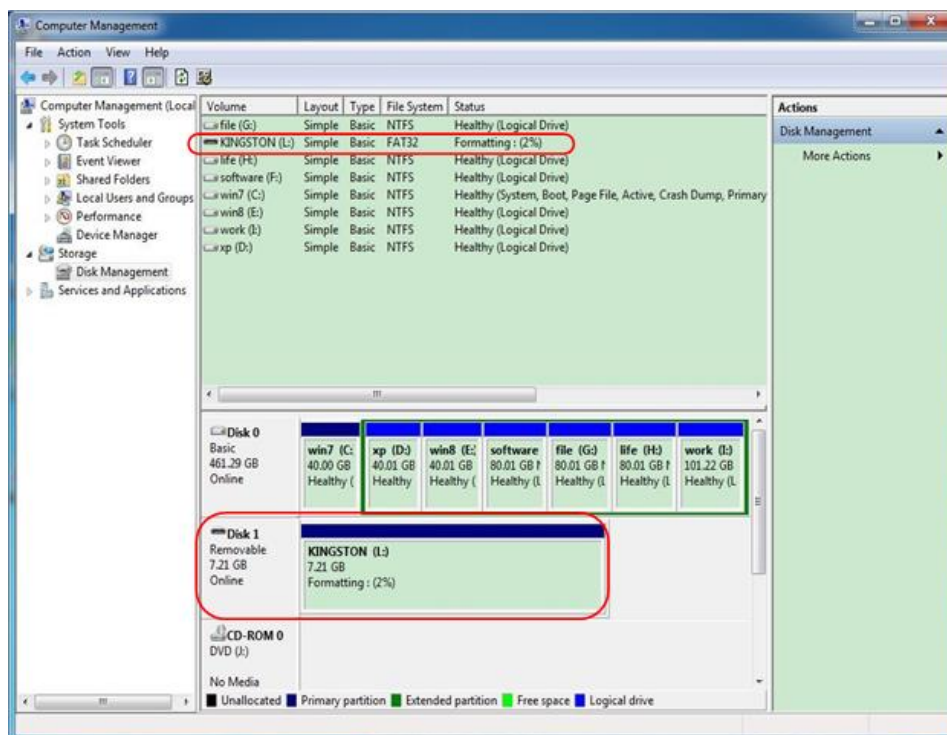 Computer Management
File Action View Help
Computer Management (Local
System Tools
Task Scheduler
Event Viewer
Shared Folders
Local Users and Groups
Performance
Device Manager
Storage
Disk Management
Services and Applications
Volume Layout Type File System Status
file (G:) Simple Basic NTFS Healthy (Logical Drive)
KINGSTON (L:) Simple Basic FAT32 Formatting : (2%)
life (H:) Simple Basic NTFS Healthy (Logical Drive)
software (F:) Simple Basic NTFS Healthy (Logical Drive)
win7 (C:) Simple Basic NTFS Healthy (System, Boot, Page File, Active, Crash Dump, Primary
win8 (E:) Simple Basic NTFS Healthy (Logical Drive)
work (I:) Simple Basic NTFS Healthy (Logical Drive)
xp (D:) Simple Basic NTFS Healthy (Logical Drive)
Actions
Disk Management
More Actions
Disk 0
Basic
461.29 GB
Online
win7 (C: xp (D:) win8 (E: software file (G:) life (H:) work (I:)
40.00 GB 40.01 GB 40.01 GB 80.01 GB 80.01 GB 80.01 GB 101.22 GB
Healthy ( Healthy Healthy ( Healthy (L Healthy (L Healthy (L Healthy (L
Disk 1
Removable
7.21 GB
Online
KINGSTON (L:)
7.21 GB
Formatting : (2%)
CD-ROM 0
DVD (J:)
No Media
Unallocated Primary partition Extended partition Free space Logical drive